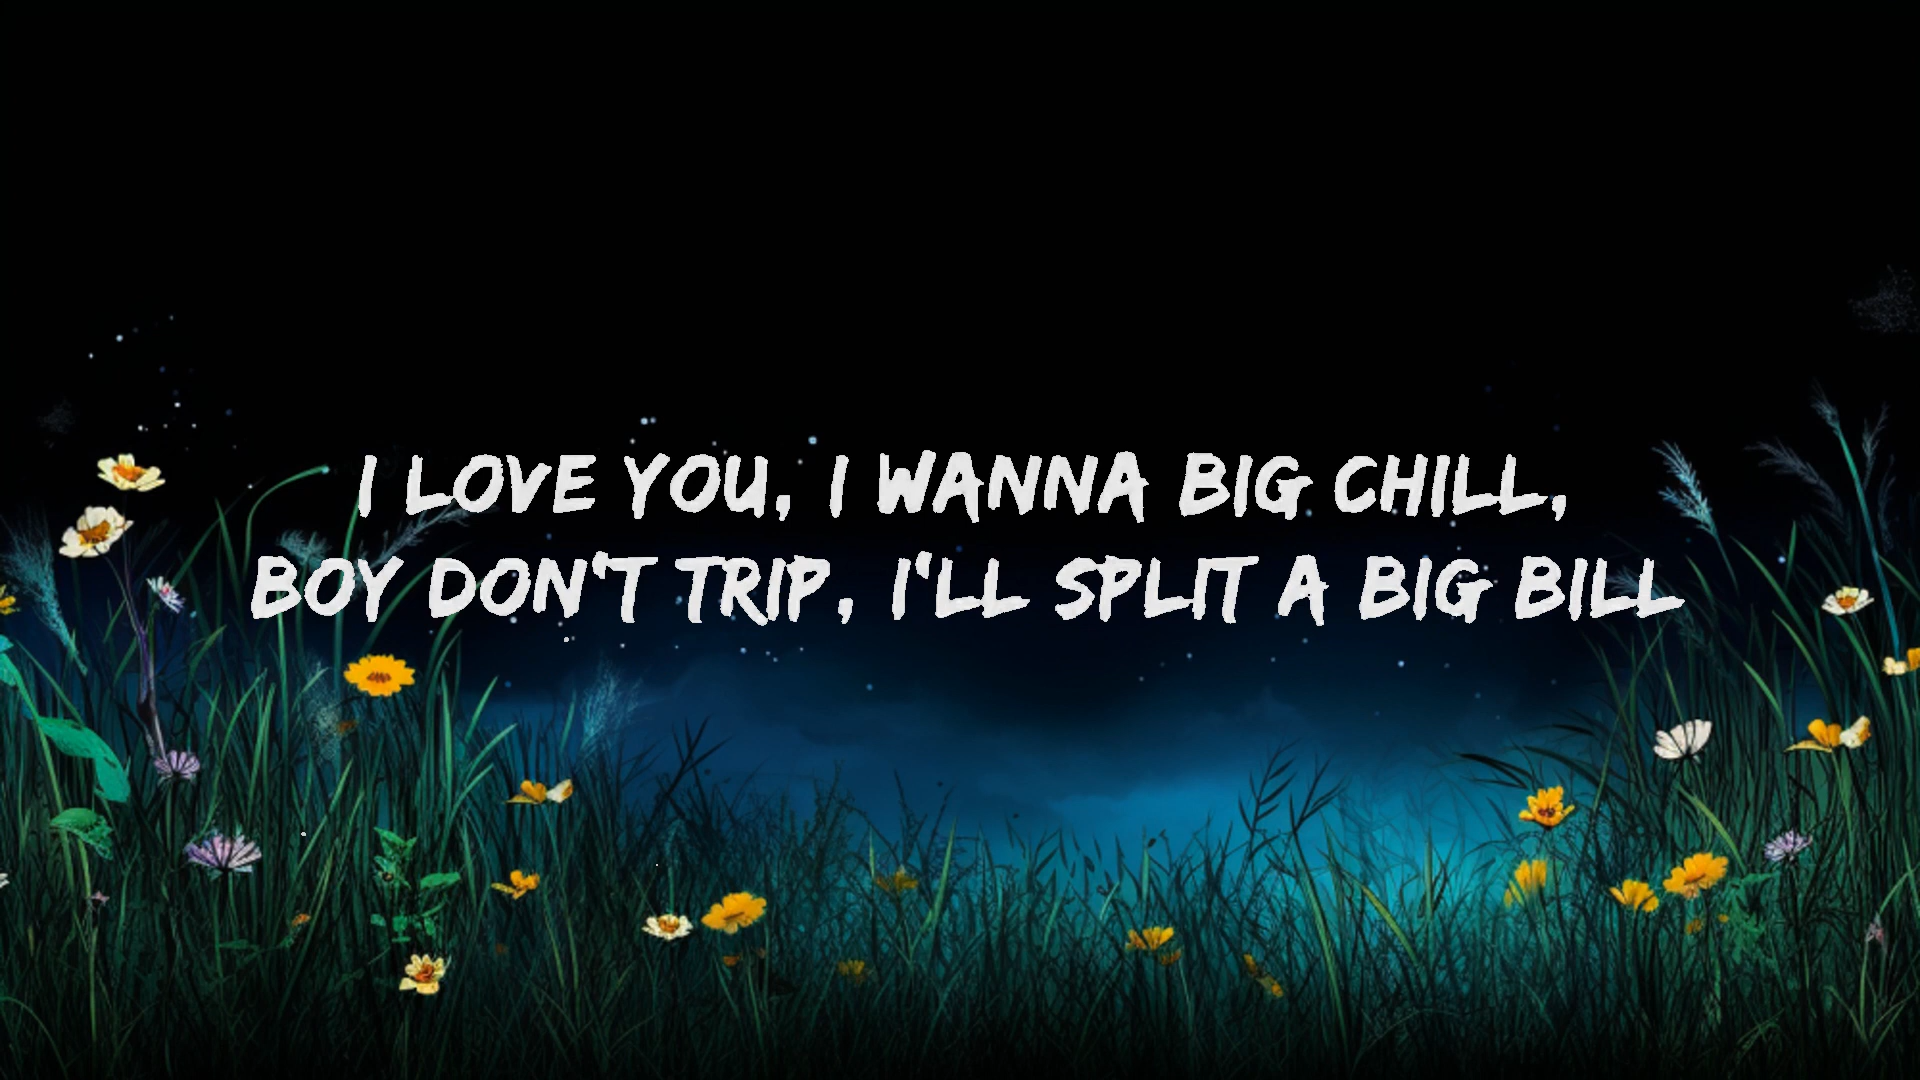 I LOVE YOU, I WANNA BIG CHILL,
BOY DON'T TRIP, I'LL SPLIT A BIG BILL